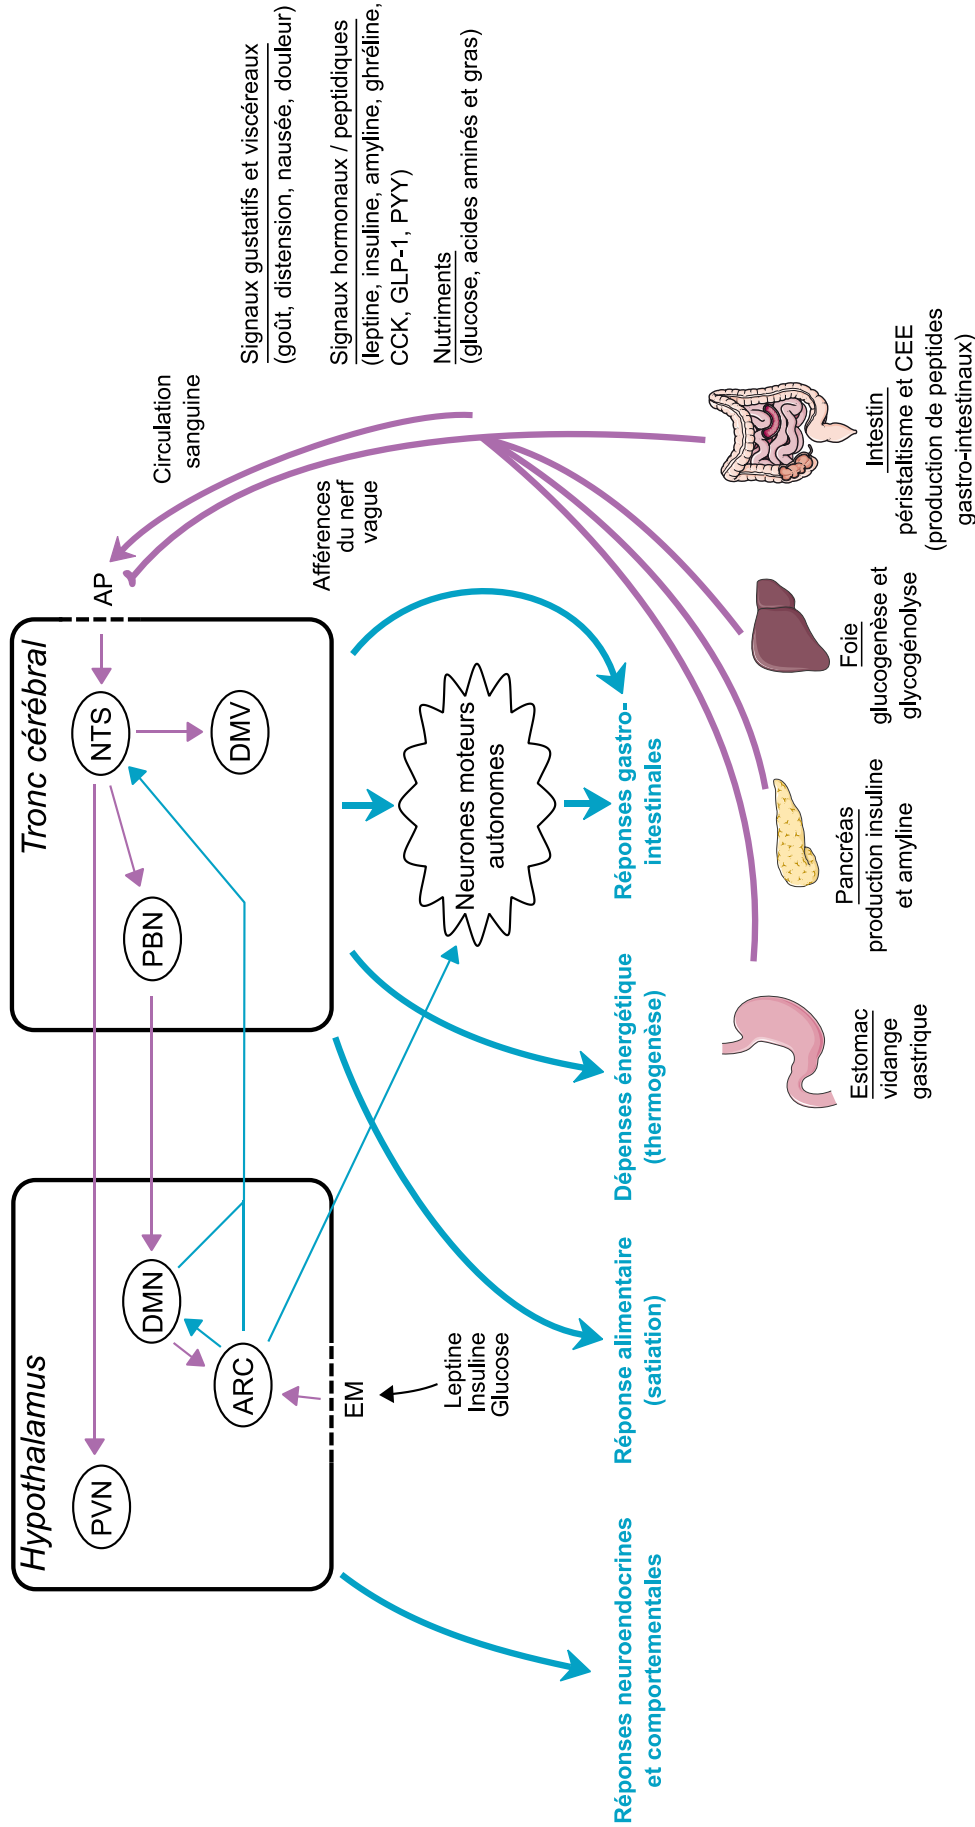 Hypothalamus
Tronc cérébral
PVN
DMN
ARC
EM
PBN
NTS
DMV
AP
Leptine
Insuline
Glucose
Neurones moteurs
autonomes
Circulation
sanguine
Afférences
du nerf
vague
Signaux gustatifs et viscéreaux
(goût, distension, nausée, douleur)
Signaux hormonaux / peptidiques
(leptine, insuline, amyline, ghréline,
CCK, GLP-1, PYY)
Nutriments
(glucose, acides aminés et gras)
Réponses neuroendocrines
et comportementales
Réponse alimentaire
(satiation)
Dépenses énergétique
(thermogenèse)
Réponses gastro-
intestinales
Estomac
vidange
gastrique
Pancréas
production insuline
et amyline
Foie
glucogenèse et
glycogénolyse
Intestin
péristaltisme et CEE
(production de peptides
gastro-intestinaux)